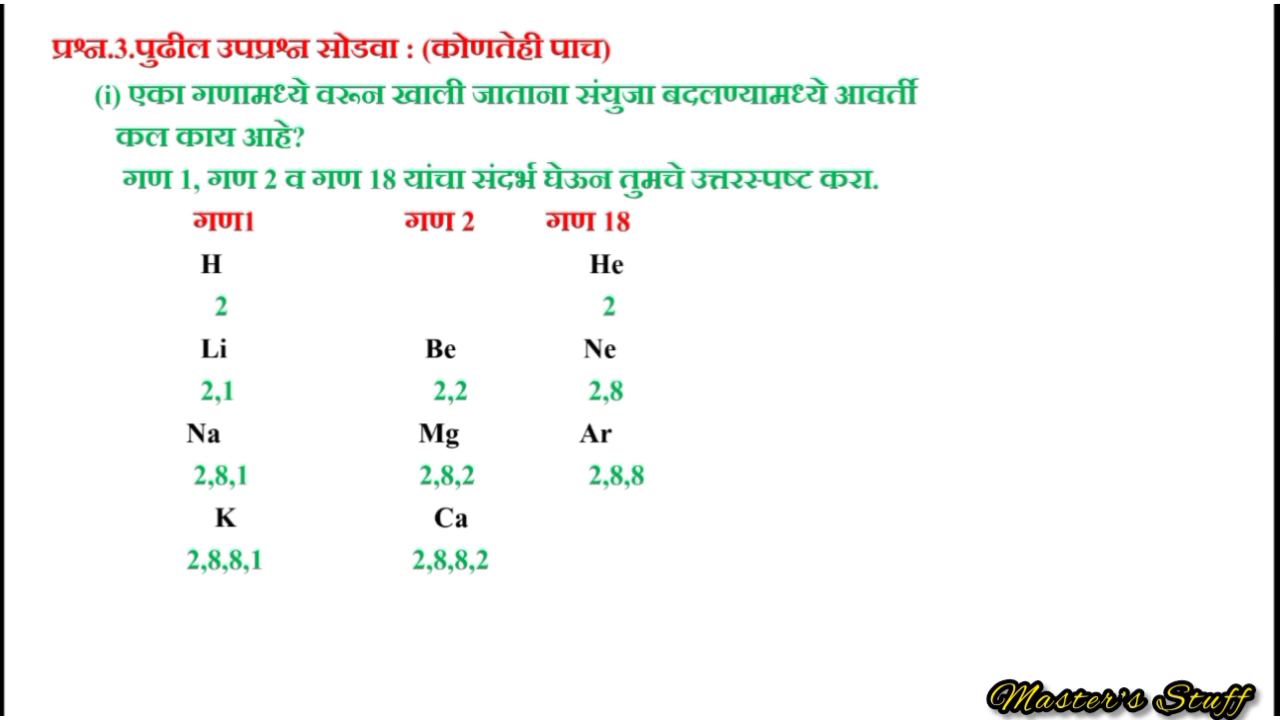 प्रश्न.3.पुढील उपप्रश्न सोडवा : (कोणतेही पाच)
(i) एका गणामध्ये वरून खाली जाताना संयुजा बदलण्यामध्ये आवर्ती
कल काय आहे?
गण 1, गण 2 व गण 18 यांचा संदर्भ घेऊन तुमचे उत्तरस्पष्ट करा.
गण1 गण 2 गण 18
H He
2 2
Li Be Ne
2,1 2,2 2,8
Na Mg Ar
2,8,1 2,8,2 2,8,8
K Ca
2,8,8,1 2,8,8,2
Master's Stuff